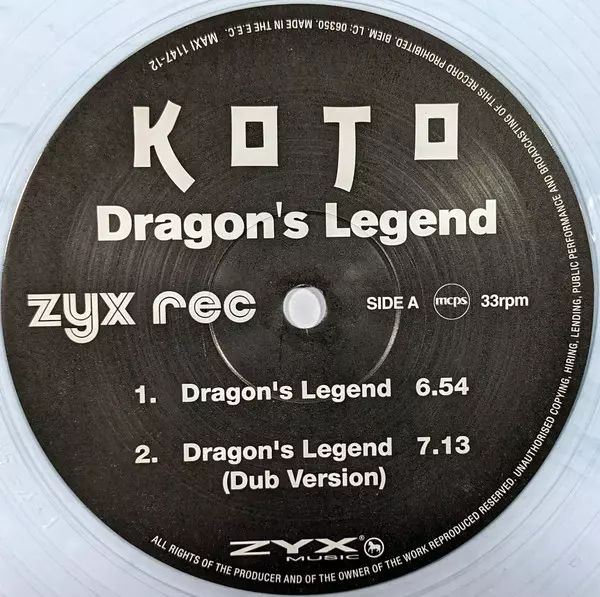 KOTO
Dragon's Legend
zyx rec
SIDE A mcps 33rpm
1. Dragon's Legend 6.54
2. Dragon's Legend 7.13
(Dub Version)
ZYX®
MUSIC
ALL RIGHTS OF THE PRODUCER AND OF THE OWNER OF THE WORK REPRODUCED RESERVED. UNAUTHORISED COPYING, HIRING, LENDING, PUBLIC PERFORMANCE AND BROADCASTING OF THIS RECORD PROHIBITED. BIEM. LC: 06350. MADE IN THE E.E.C. MAXI 1147-12